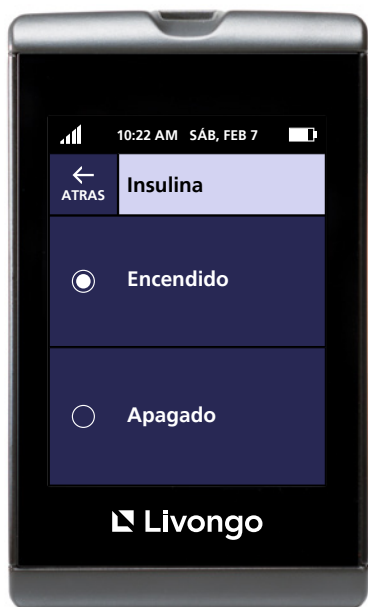 10:22 AM SÁB, FEB 7
ATRAS
Insulina
Encendido
Apagado
Livongo